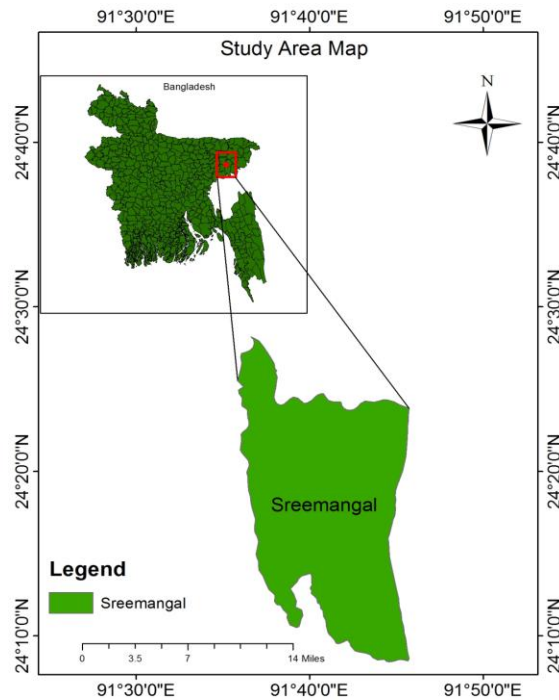 91°30'0"E 91°40'0"E 91°50'0"E
Study Area Map
Bangladesh
N
24°40'0"N 24°40'0"N
24°30'0"N 24°30'0"N
24°20'0"N 24°20'0"N
Sreemangal
Legend
Sreemangal
24°10'0"N 24°10'0"N
0 3.5 7 14 Miles
91°30'0"E 91°40'0"E 91°50'0"E